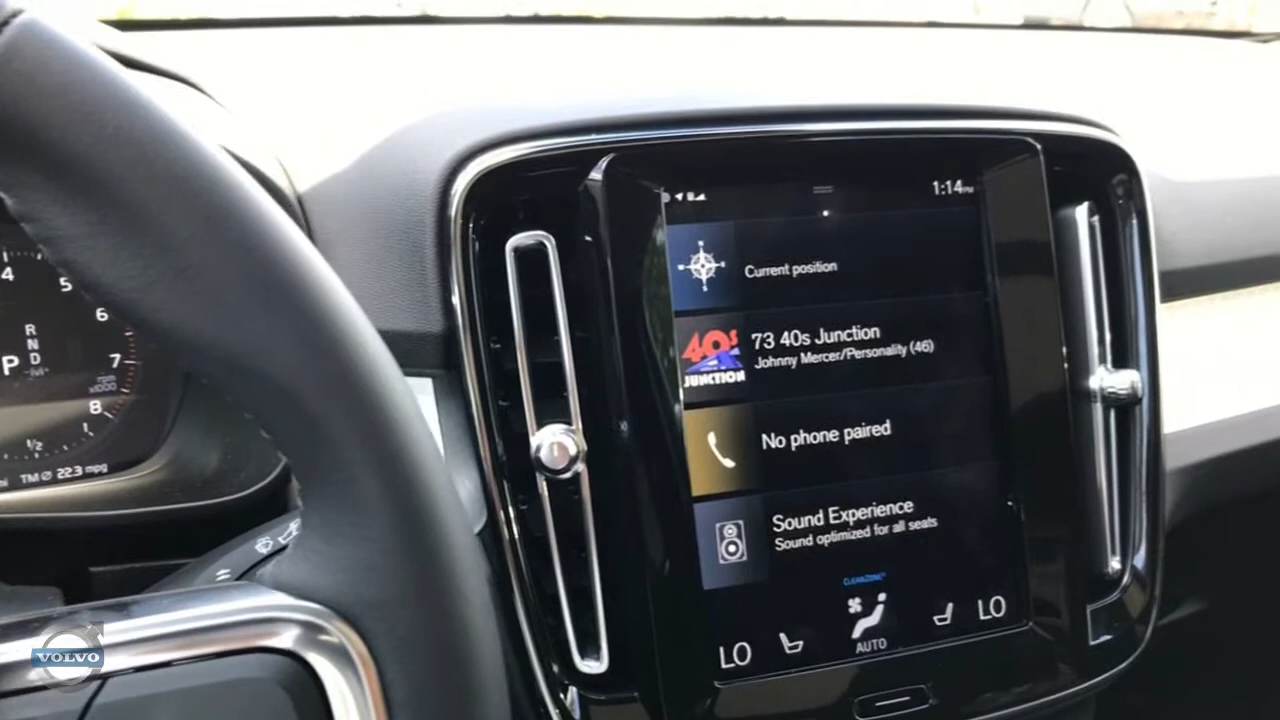 1:14PM
N
W
E
S
Current position
40s
JUNCTION
73 40s Junction
Johnny Mercer/Personality (46)
No phone paired
Sound Experience
Sound optimized for all seats
CLEANZONE
LO
AUTO
LO
4
5
6
7
8
R
N
D
P
-/M+
rpm
x1000
1/2
TM Ø 22.3 mpg
VOLVO